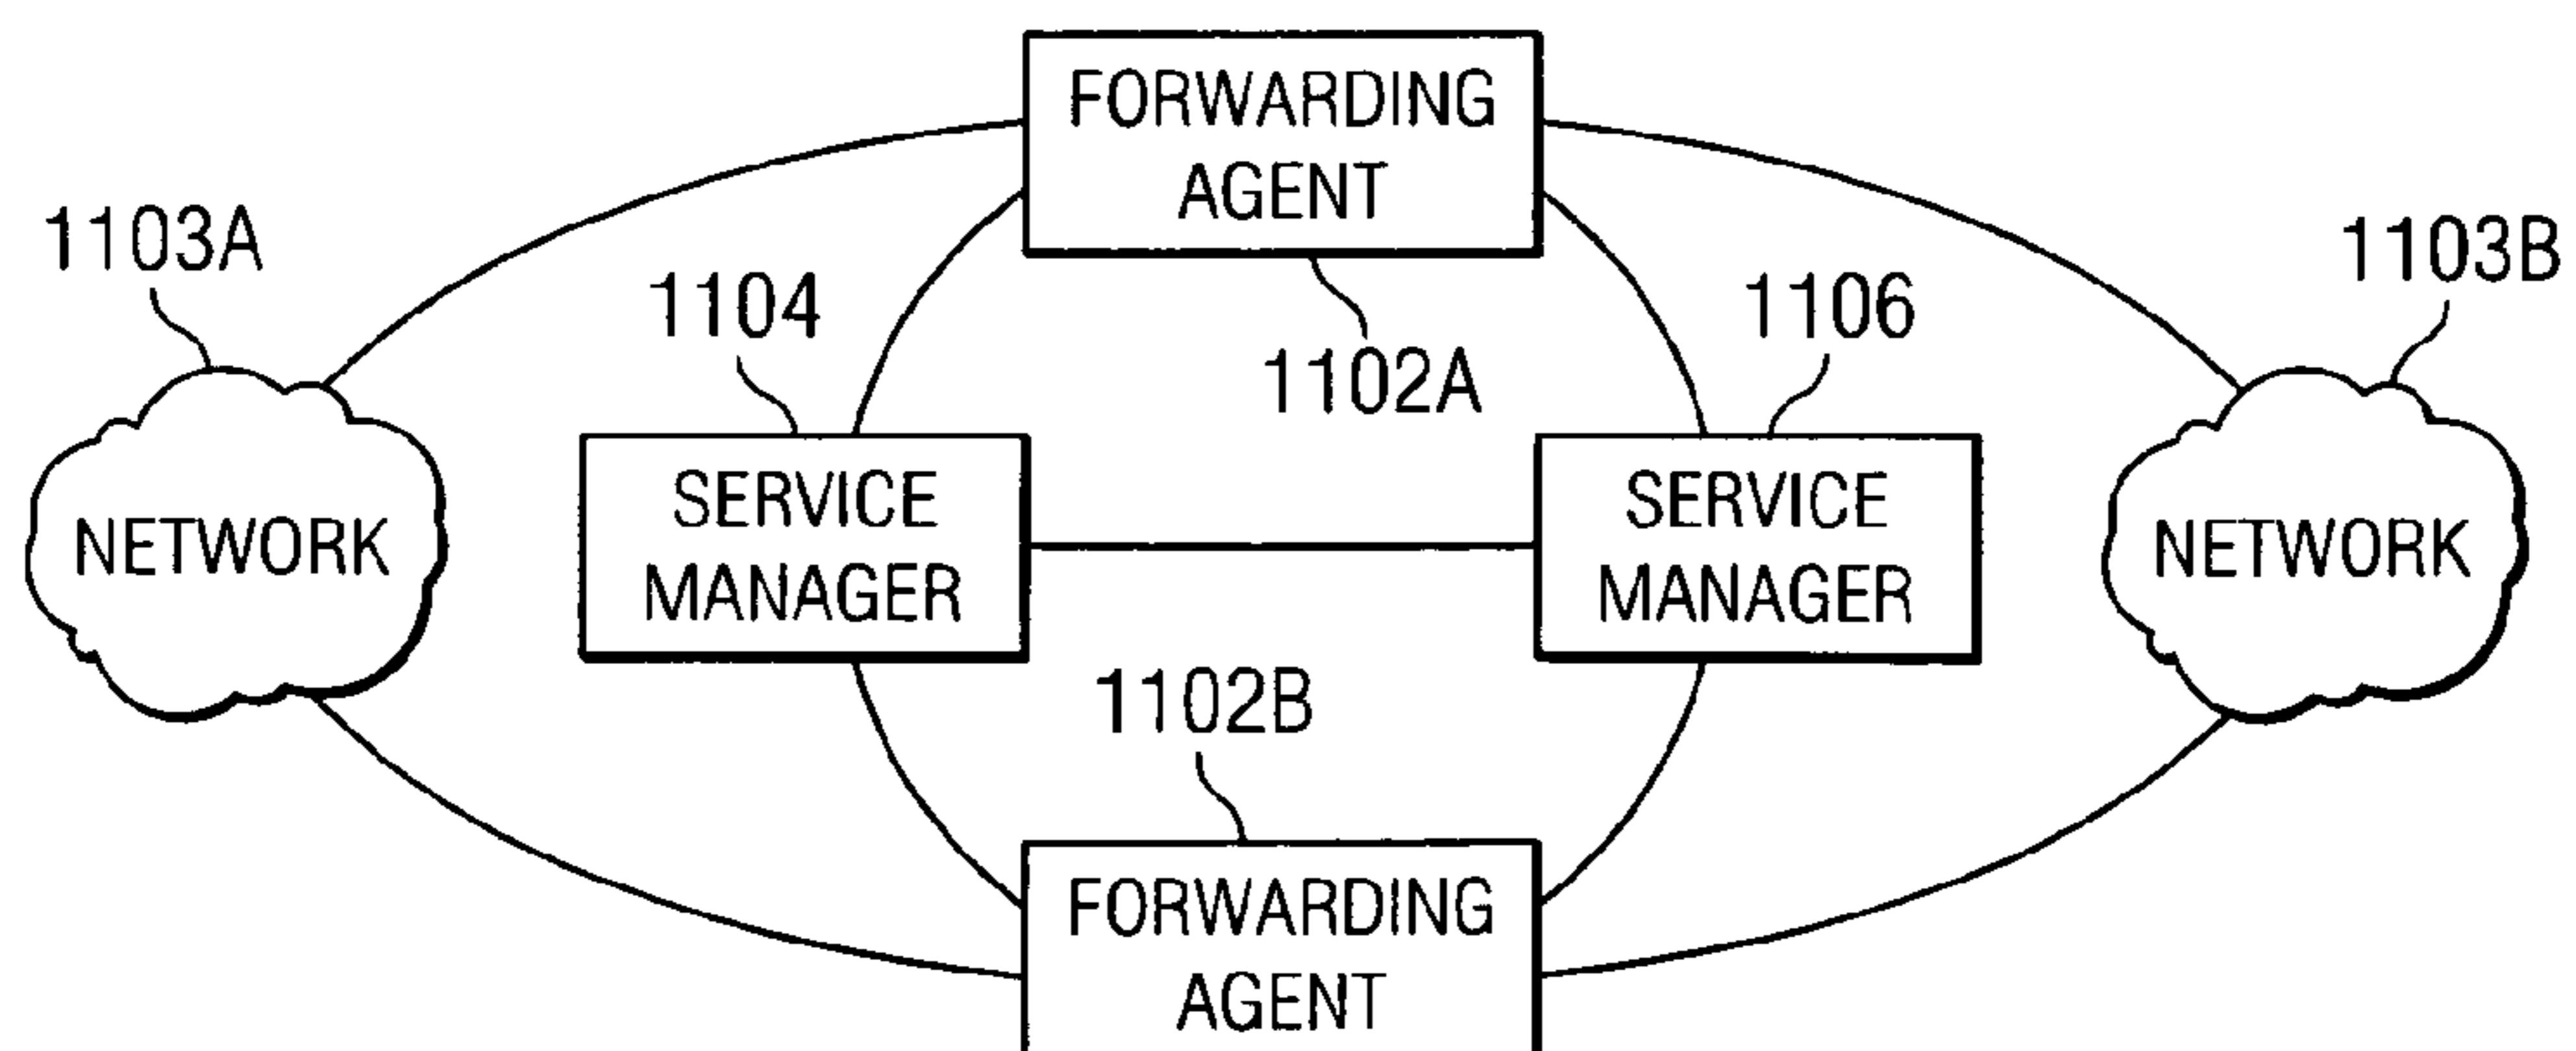 FORWARDING
AGENT
1103A
1103B
1104
1106
1102A
SERVICE
MANAGER
SERVICE
MANAGER
NETWORK
NETWORK
1102B
FORWARDING
AGENT